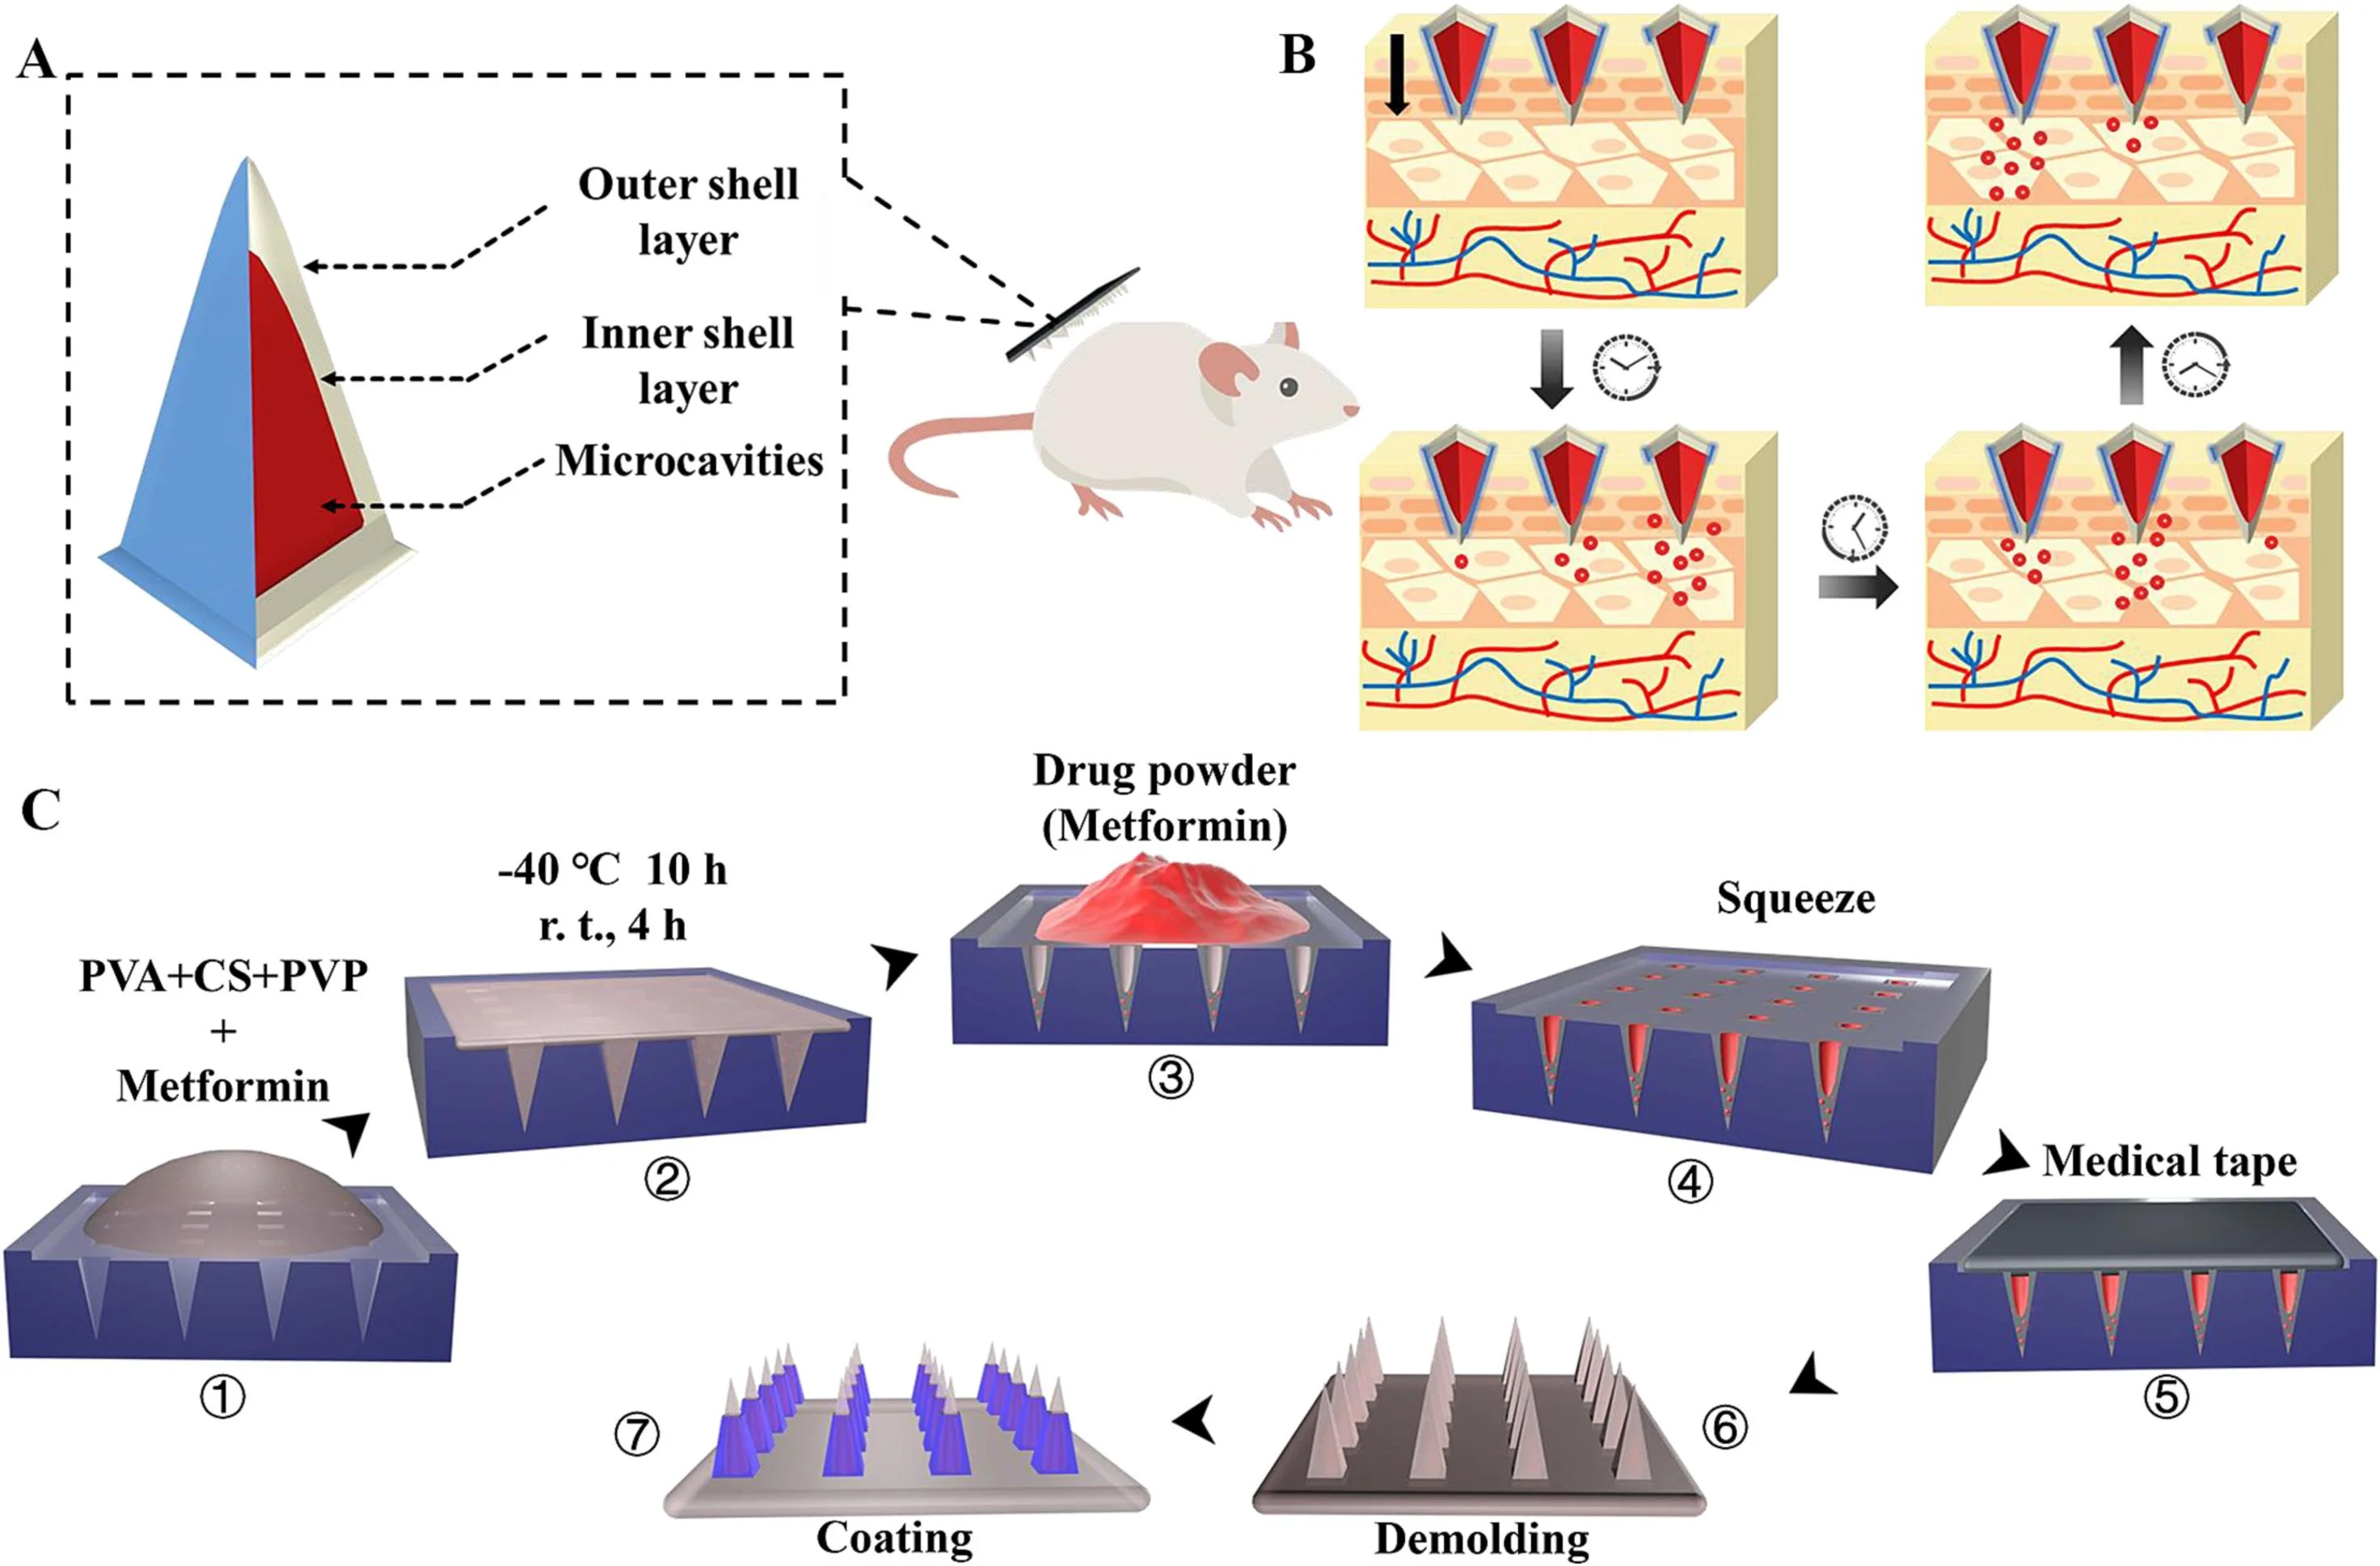 A
Outer shell
layer
Inner shell
layer
Microcavities
B
C
PVA+CS+PVP
+
Metformin
①
-40 ℃ 10 h
r. t., 4 h
②
Drug powder
(Metformin)
③
Squeeze
④
Medical tape
⑤
⑥
Demolding
⑦
Coating